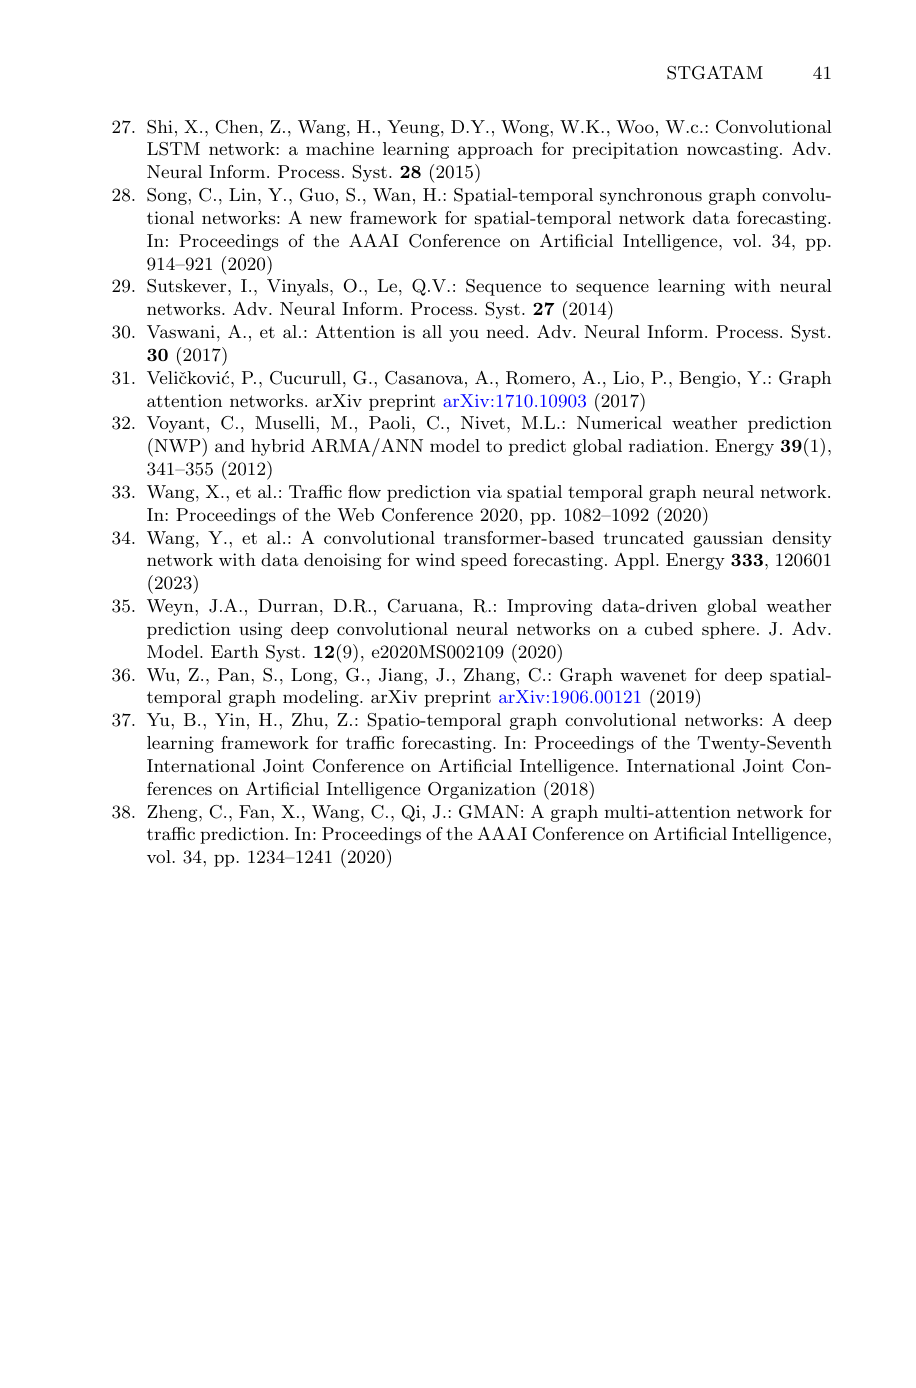 STGATAM 41
27. Shi, X., Chen, Z., Wang, H., Yeung, D.Y., Wong, W.K., Woo, W.c.: Convolutional
LSTM network: a machine learning approach for precipitation nowcasting. Adv.
Neural Inform. Process. Syst. 28 (2015)
28. Song, C., Lin, Y., Guo, S., Wan, H.: Spatial-temporal synchronous graph convolu-
tional networks: A new framework for spatial-temporal network data forecasting.
In: Proceedings of the AAAI Conference on Artificial Intelligence, vol. 34, pp.
914–921 (2020)
29. Sutskever, I., Vinyals, O., Le, Q.V.: Sequence to sequence learning with neural
networks. Adv. Neural Inform. Process. Syst. 27 (2014)
30. Vaswani, A., et al.: Attention is all you need. Adv. Neural Inform. Process. Syst.
30 (2017)
31. Veličković, P., Cucurull, G., Casanova, A., Romero, A., Lio, P., Bengio, Y.: Graph
attention networks. arXiv preprint arXiv:1710.10903 (2017)
32. Voyant, C., Muselli, M., Paoli, C., Nivet, M.L.: Numerical weather prediction
(NWP) and hybrid ARMA/ANN model to predict global radiation. Energy 39(1),
341–355 (2012)
33. Wang, X., et al.: Traffic flow prediction via spatial temporal graph neural network.
In: Proceedings of the Web Conference 2020, pp. 1082–1092 (2020)
34. Wang, Y., et al.: A convolutional transformer-based truncated gaussian density
network with data denoising for wind speed forecasting. Appl. Energy 333, 120601
(2023)
35. Weyn, J.A., Durran, D.R., Caruana, R.: Improving data-driven global weather
prediction using deep convolutional neural networks on a cubed sphere. J. Adv.
Model. Earth Syst. 12(9), e2020MS002109 (2020)
36. Wu, Z., Pan, S., Long, G., Jiang, J., Zhang, C.: Graph wavenet for deep spatial-
temporal graph modeling. arXiv preprint arXiv:1906.00121 (2019)
37. Yu, B., Yin, H., Zhu, Z.: Spatio-temporal graph convolutional networks: A deep
learning framework for traffic forecasting. In: Proceedings of the Twenty-Seventh
International Joint Conference on Artificial Intelligence. International Joint Con-
ferences on Artificial Intelligence Organization (2018)
38. Zheng, C., Fan, X., Wang, C., Qi, J.: GMAN: A graph multi-attention network for
traffic prediction. In: Proceedings of the AAAI Conference on Artificial Intelligence,
vol. 34, pp. 1234–1241 (2020)